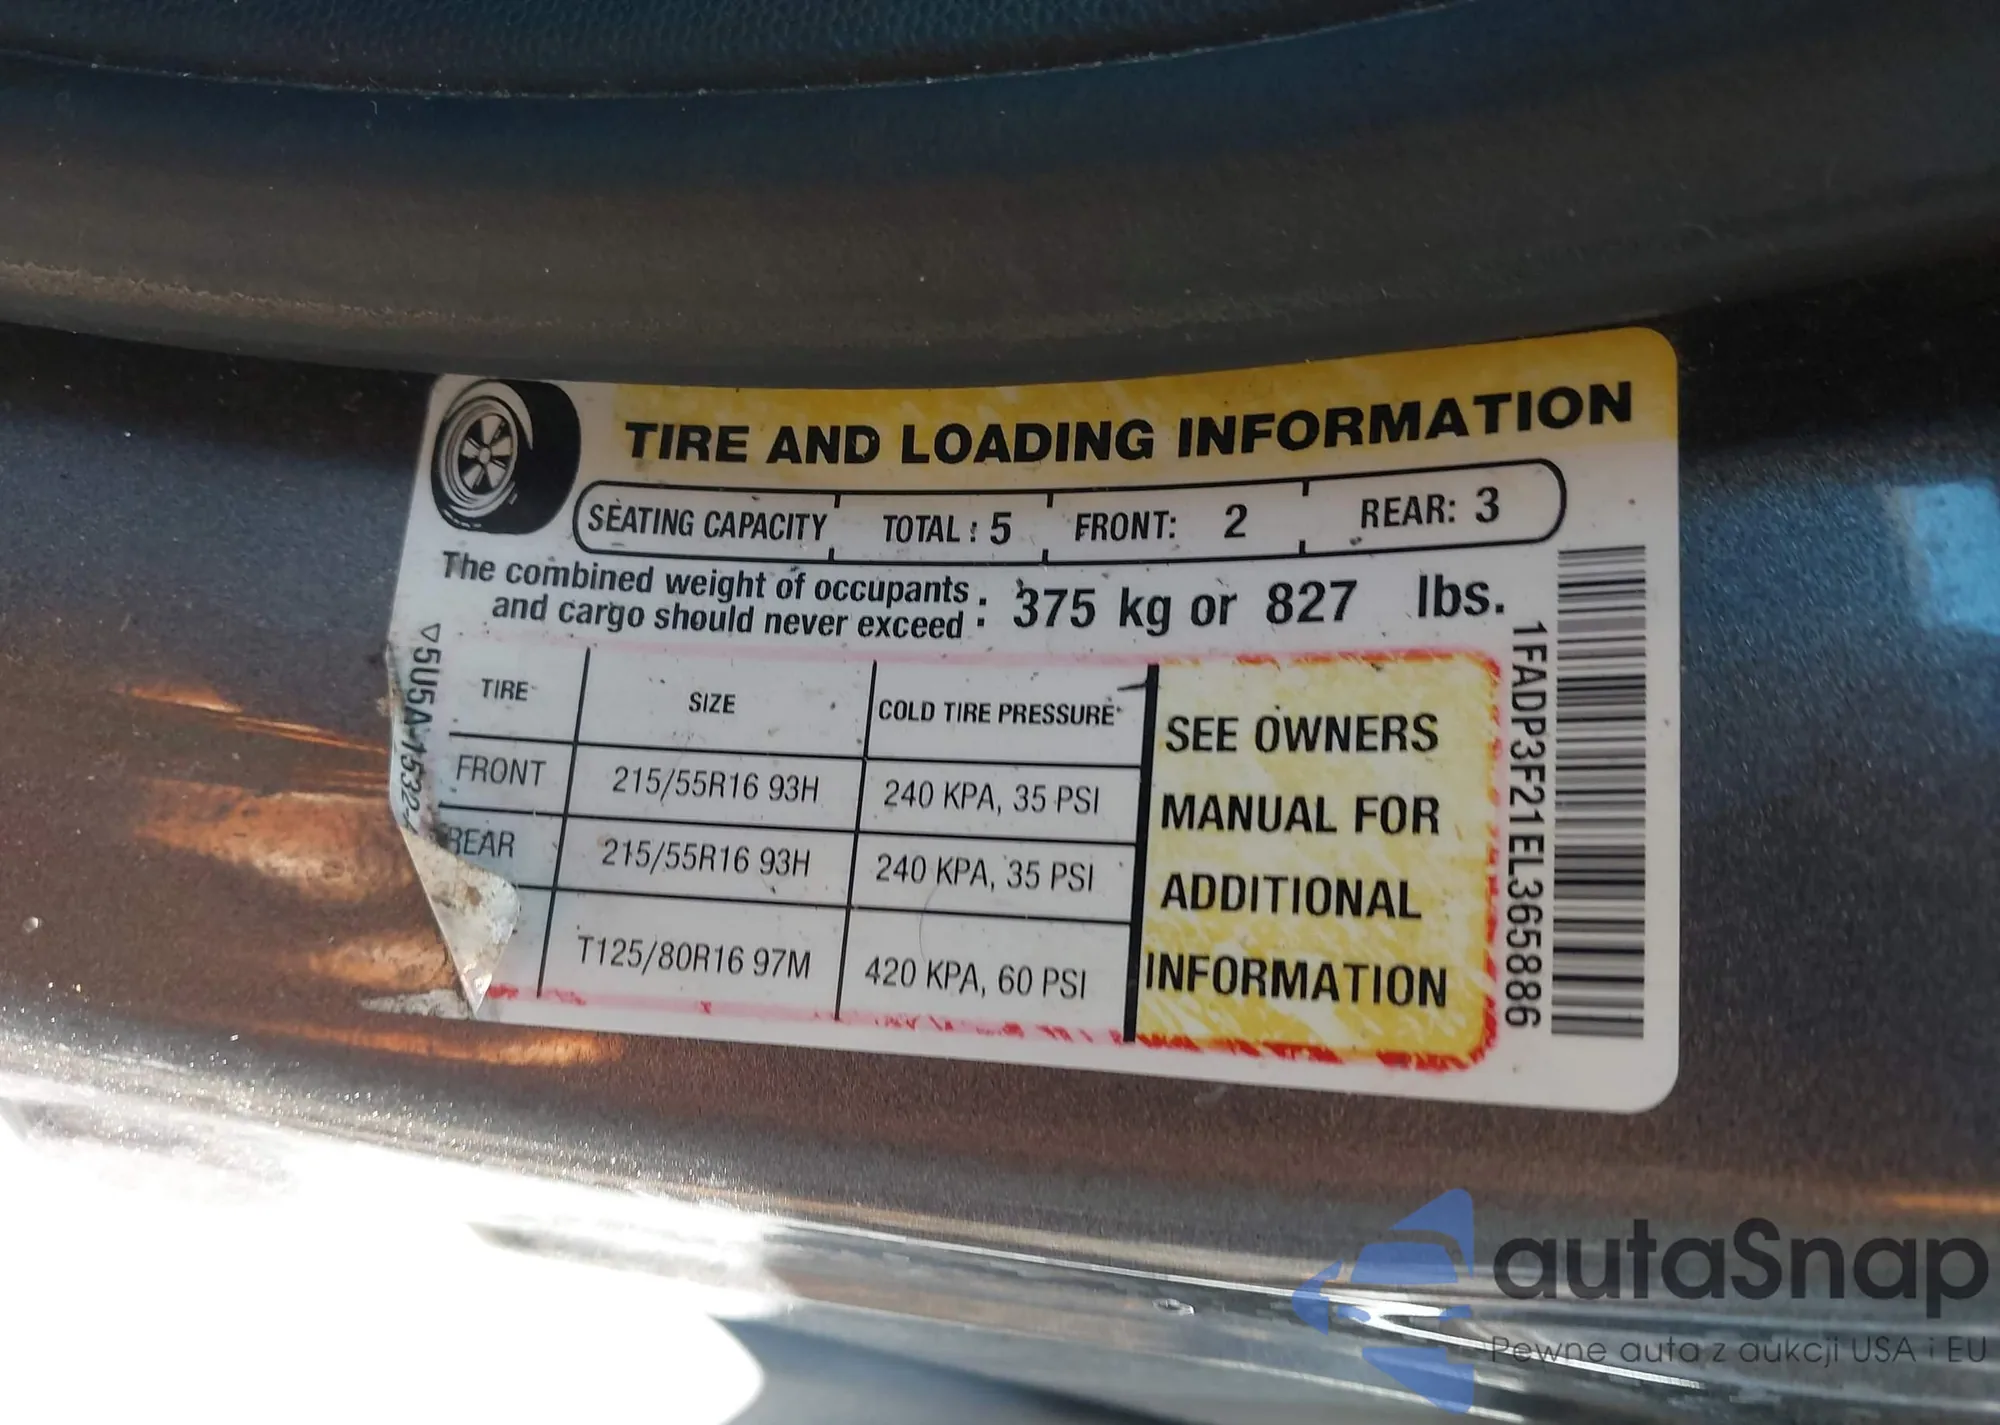 TIRE AND LOADING INFORMATION
SEATING CAPACITY TOTAL : 5 FRONT: 2 REAR: 3
The combined weight of occupants
and cargo should never exceed : 375 kg or 827 lbs.
TIRE SIZE COLD TIRE PRESSURE
FRONT 215/55R16 93H 240 KPA, 35 PSI
REAR 215/55R16 93H 240 KPA, 35 PSI
T125/80R16 97M 420 KPA, 60 PSI
SEE OWNERS
MANUAL FOR
ADDITIONAL
INFORMATION
1FADP3F21EL365886
autaSnap
Pewne auta z aukcji USA i EU